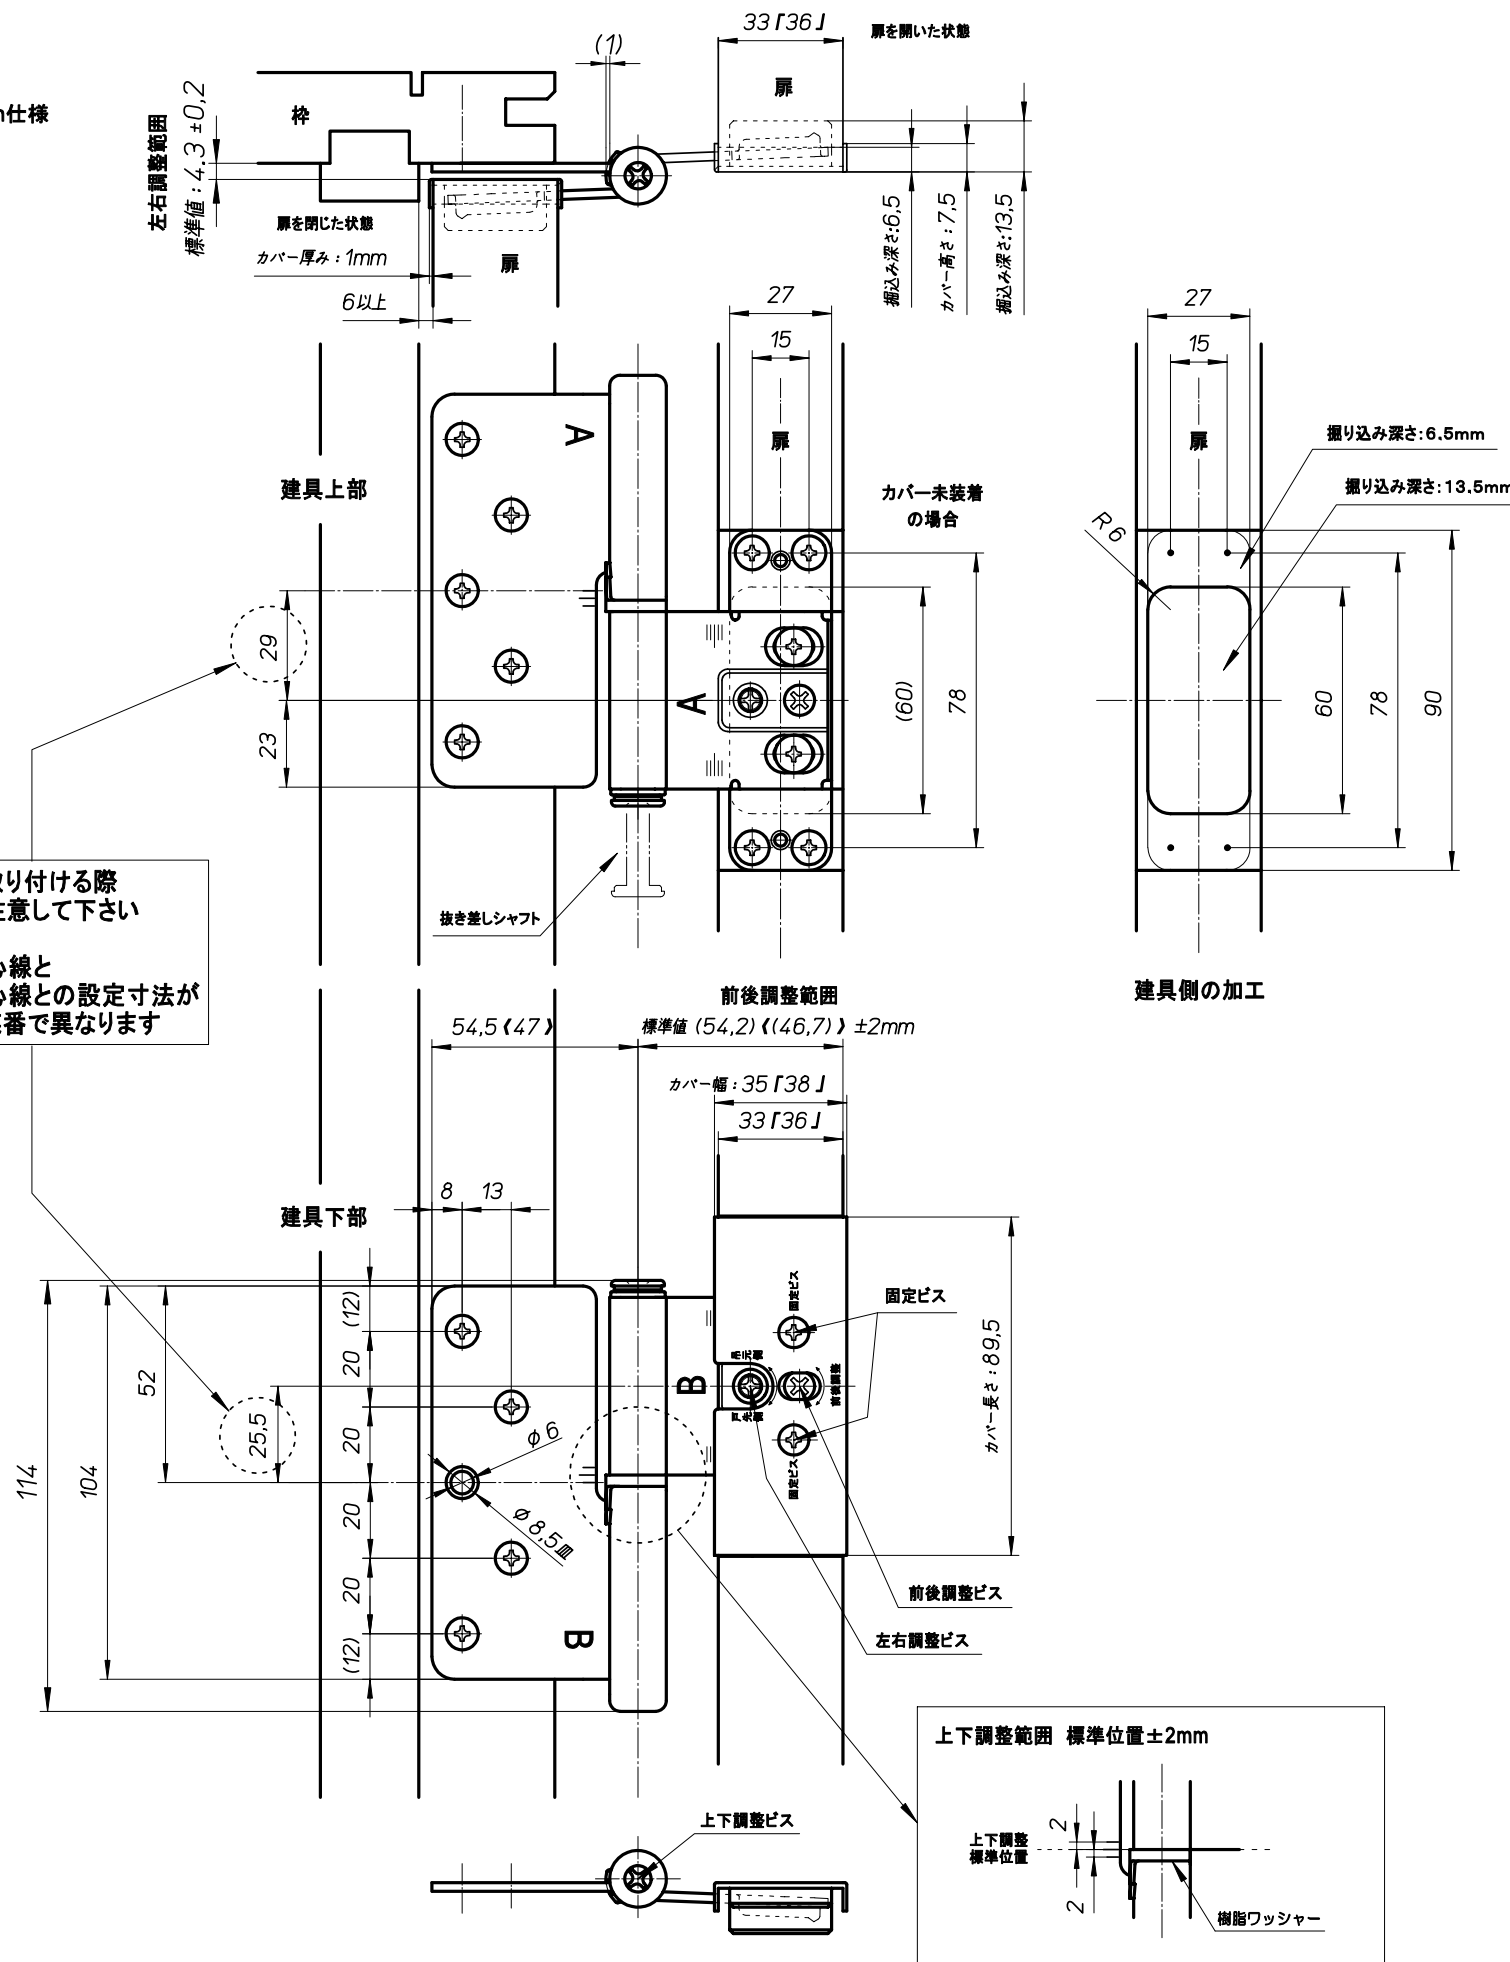 33「36」
扉を開いた状態
(1)
仕様
左右調整範囲
標準値：4.3 ±0,2
枠
扉
扉を閉じた状態
カバー厚み：1mm
扉
6以上
掘込み深さ:6,5
カバー高さ：7,5
掘込み深さ:13,5
27
15
27
15
A
扉
扉
掘り込み深さ:6.5mm
掘り込み深さ:13.5mm
建具上部
カバー未装着
の場合
R6
29
23
A
(60)
78
60
78
90
り付ける際
意して下さい
線と
線との設定寸法が
番で異なります
抜き差しシャフト
建具側の加工
前後調整範囲
54,5《47》
標準値 (54,2)《(46,7)》 ±2mm
カバー幅：35「38」
33「36」
8
13
建具下部
(12)
20
20
20
20
(12)
52
25,5
104
114
φ6
φ8,5皿
固定ビス
吊元側
B
前後調整
戸先側
固定ビス
固定ビス
カバー長さ：89,5
前後調整ビス
左右調整ビス
B
上下調整範囲 標準位置±2mm
上下調整ビス
上下調整
標準位置
2
2
樹脂ワッシャー